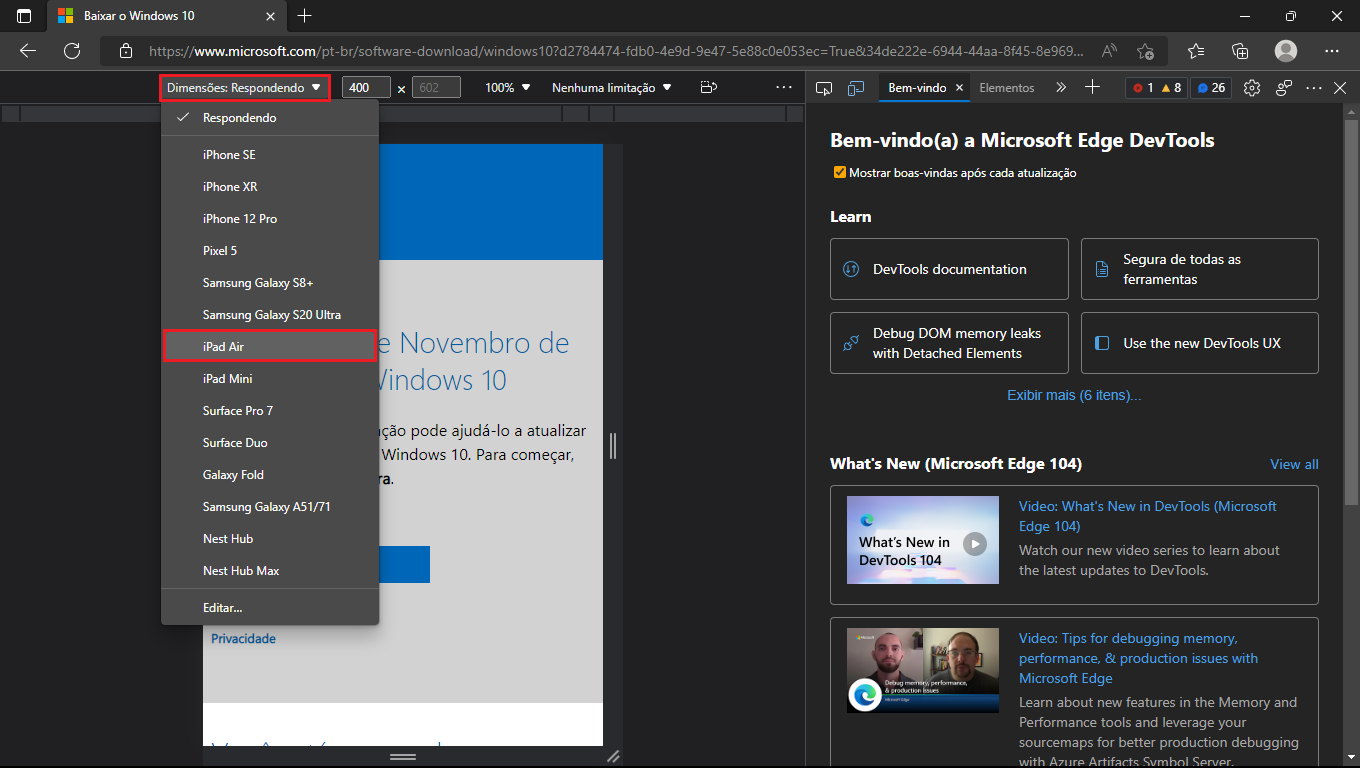 Baixar o Windows 10
https://www.microsoft.com/pt-br/software-download/windows10?d2784474-fdb0-4e9d-9e47-5e88c0e053ec=True&34de222e-6944-44aa-8f45-8e969...
Dimensões: Respondendo
400 × 602
100%
Nenhuma limitação
Bem-vindo
Elementos
1
8
26
Respondendo
iPhone SE
iPhone XR
iPhone 12 Pro
Pixel 5
Samsung Galaxy S8+
Samsung Galaxy S20 Ultra
iPad Air
iPad Mini
Surface Pro 7
Surface Duo
Galaxy Fold
Samsung Galaxy A51/71
Nest Hub
Nest Hub Max
Editar...
e Novembro de
Windows 10
ção pode ajudá-lo a atualizar
Windows 10. Para começar,
ra.
Privacidade
Bem-vindo(a) a Microsoft Edge DevTools
Mostrar boas-vindas após cada atualização
Learn
DevTools documentation
Segura de todas as
ferramentas
Debug DOM memory leaks
with Detached Elements
Use the new DevTools UX
Exibir mais (6 itens)...
What's New (Microsoft Edge 104)
View all
What's New in
DevTools 104
Video: What's New in DevTools (Microsoft
Edge 104)
Watch our new video series to learn about
the latest updates to DevTools.
Microsoft
Debug memory, performance,
& production issues
Microsoft Edge
Video: Tips for debugging memory,
performance, & production issues with
Microsoft Edge
Learn about new features in the Memory and
Performance tools and leverage your
sourcemaps for better production debugging
with Azure Artifacts Symbol Server.